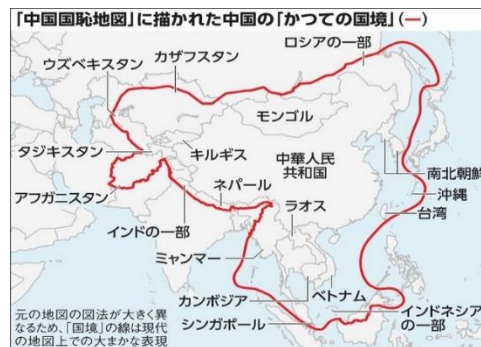 「中国国恥地図」に描かれた中国の「かつての国境」(━)
ロシアの一部
カザフスタン
ウズベキスタン
モンゴル
タジキスタン
キルギス
中華人民
共和国
南北朝鮮
アフガニスタン
ネパール
沖縄
ラオス
台湾
インドの一部
ミャンマー
カンボジア
ベトナム
インドネシア
の一部
シンガポール
元の地図の図法が大きく異
なるため、「国境」の線は現代
の地図上での大まかな表現